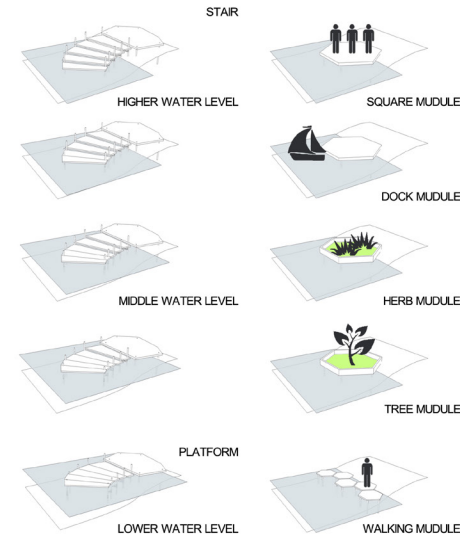 STAIR
HIGHER WATER LEVEL
SQUARE MUDULE
DOCK MUDULE
MIDDLE WATER LEVEL
HERB MUDULE
TREE MUDULE
PLATFORM
LOWER WATER LEVEL
WALKING MUDULE